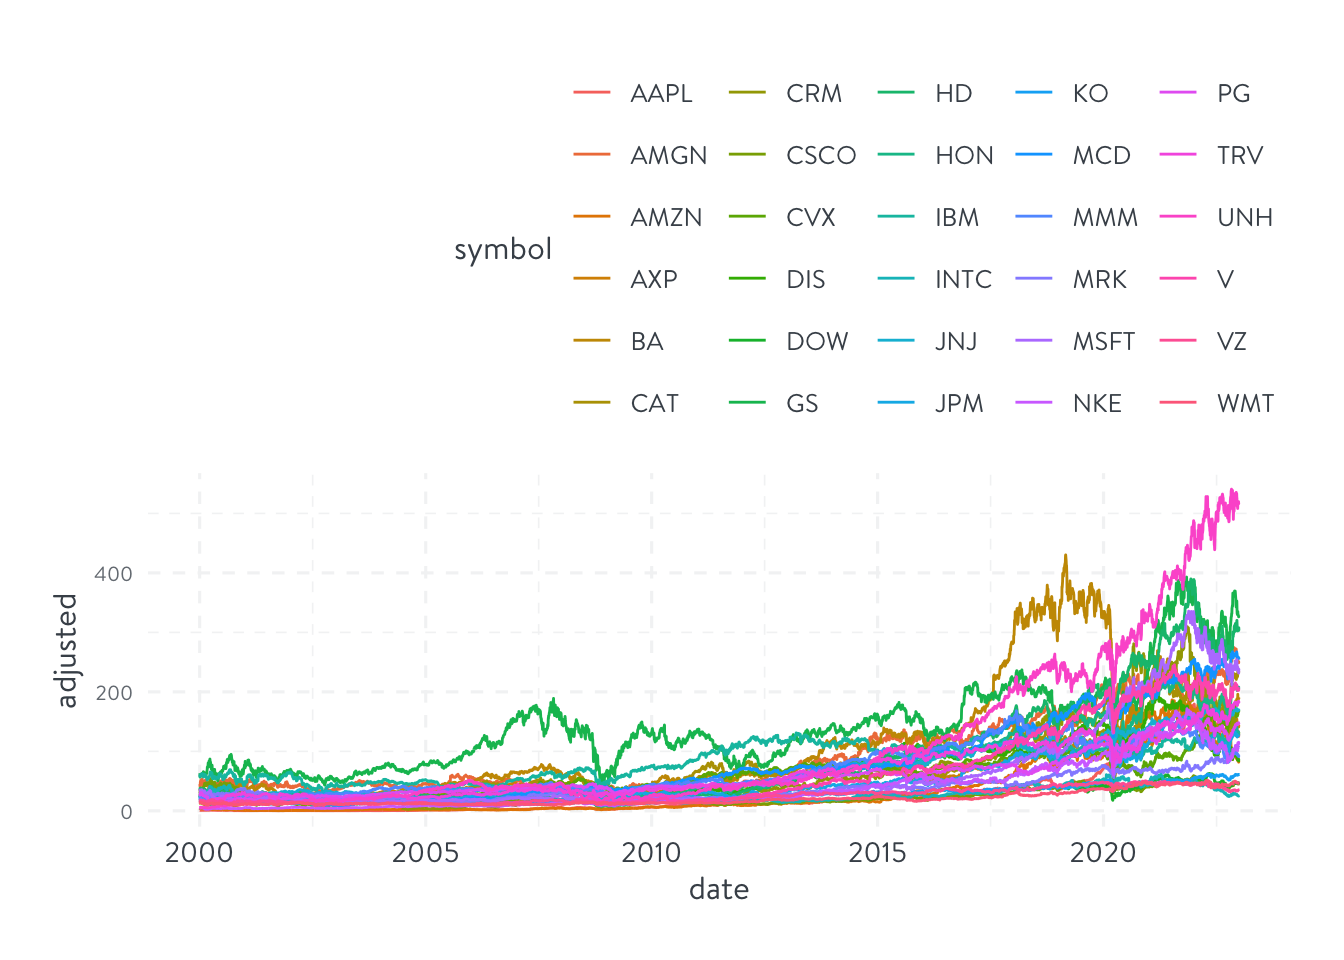 AAPL CRM HD KO PG
AMGN CSCO HON MCD TRV
AMZN CVX IBM MMM UNH
symbol
AXP DIS INTC MRK V
BA DOW JNJ MSFT VZ
CAT GS JPM NKE WMT
400
200
0
adjusted
2000 2005 2010 2015 2020
date